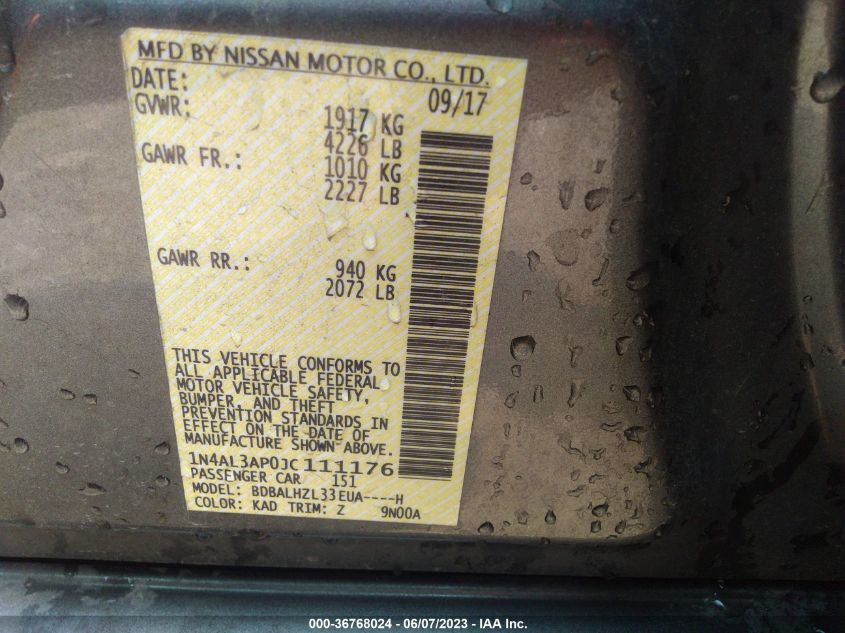 MFD BY NISSAN MOTOR CO., LTD.
DATE: 09/17
GVWR: 1917 KG
4226 LB
GAWR FR.: 1010 KG
2227 LB
GAWR RR.: 940 KG
2072 LB
THIS VEHICLE CONFORMS TO
ALL APPLICABLE FEDERAL
MOTOR VEHICLE SAFETY,
BUMPER, AND THEFT
PREVENTION STANDARDS IN
EFFECT ON THE DATE OF
MANUFACTURE SHOWN ABOVE.
1N4AL3AP0JC111176
PASSENGER CAR 151
MODEL: BDBALHZL33EUA----H
COLOR: KAD TRIM: Z 9N00A
000-36768024 - 06/07/2023 - IAA Inc.